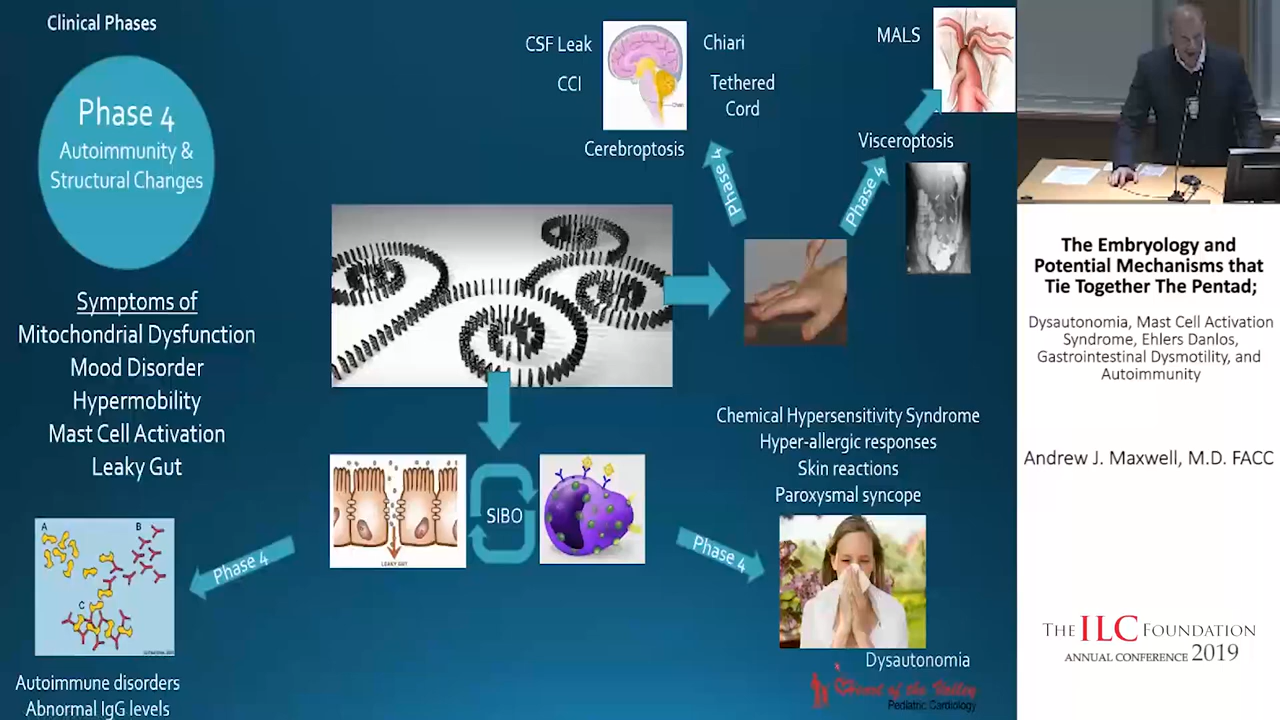 Clinical Phases
Phase 4
Autoimmunity &
Structural Changes
Symptoms of
Mitochondrial Dysfunction
Mood Disorder
Hypermobility
Mast Cell Activation
Leaky Gut
A
B
C
Autoimmune disorders
Abnormal IgG levels
Phase 4
LEAKY GUT
SIBO
CSF Leak
CCI
Chiari
Tethered
Cord
Cerebroptosis
Phase 4
MALS
Visceroptosis
Phase 4
Chemical Hypersensitivity Syndrome
Hyper-allergic responses
Skin reactions
Paroxysmal syncope
Phase 4
Dysautonomia
Heart of the Valley
Pediatric Cardiology
The Embryology and
Potential Mechanisms that
Tie Together The Pentad;
Dysautonomia, Mast Cell Activation
Syndrome, Ehlers Danlos,
Gastrointestinal Dysmotility, and
Autoimmunity
Andrew J. Maxwell, M.D. FACC
THE ILC FOUNDATION
ANNUAL CONFERENCE 2019